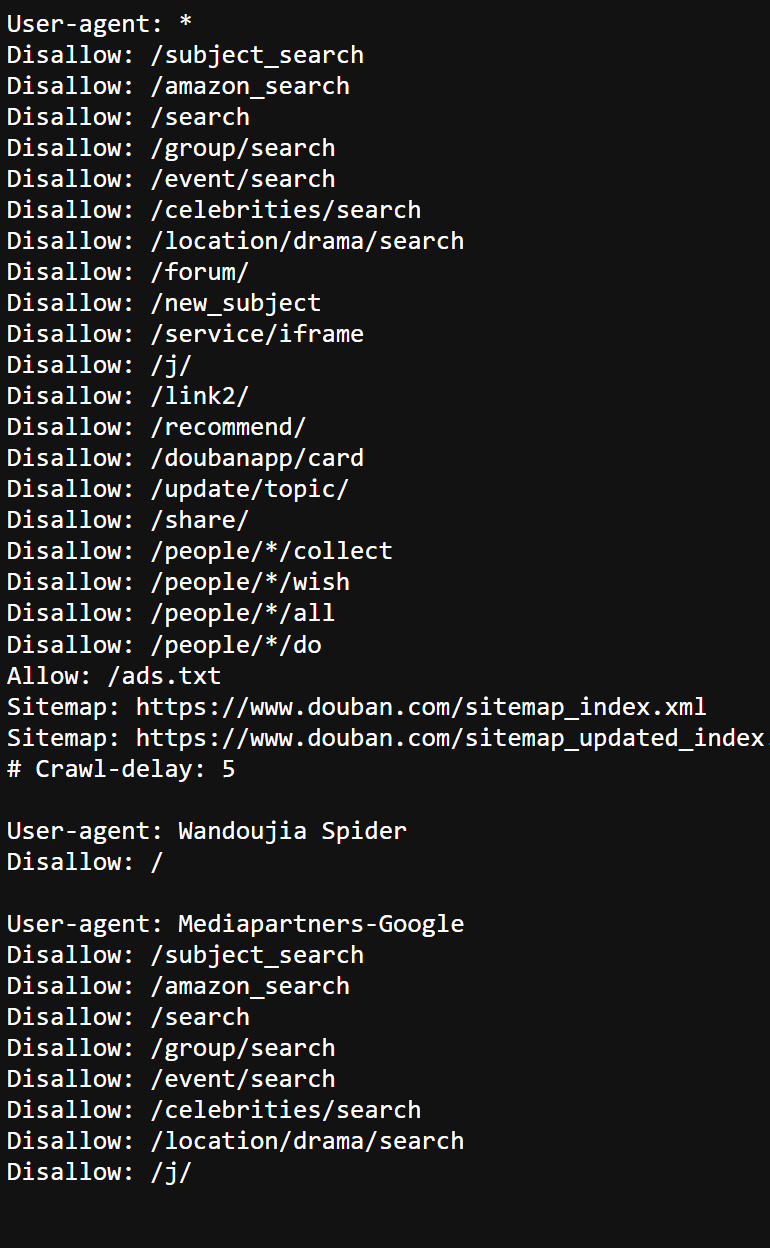 User-agent: *
Disallow: /subject_search
Disallow: /amazon_search
Disallow: /search
Disallow: /group/search
Disallow: /event/search
Disallow: /celebrities/search
Disallow: /location/drama/search
Disallow: /forum/
Disallow: /new_subject
Disallow: /service/iframe
Disallow: /j/
Disallow: /link2/
Disallow: /recommend/
Disallow: /doubanapp/card
Disallow: /update/topic/
Disallow: /share/
Disallow: /people/*/collect
Disallow: /people/*/wish
Disallow: /people/*/all
Disallow: /people/*/do
Allow: /ads.txt
Sitemap: https://www.douban.com/sitemap_index.xml
Sitemap: https://www.douban.com/sitemap_updated_index.
# Crawl-delay: 5

User-agent: Wandoujia Spider
Disallow: /

User-agent: Mediapartners-Google
Disallow: /subject_search
Disallow: /amazon_search
Disallow: /search
Disallow: /group/search
Disallow: /event/search
Disallow: /celebrities/search
Disallow: /location/drama/search
Disallow: /j/